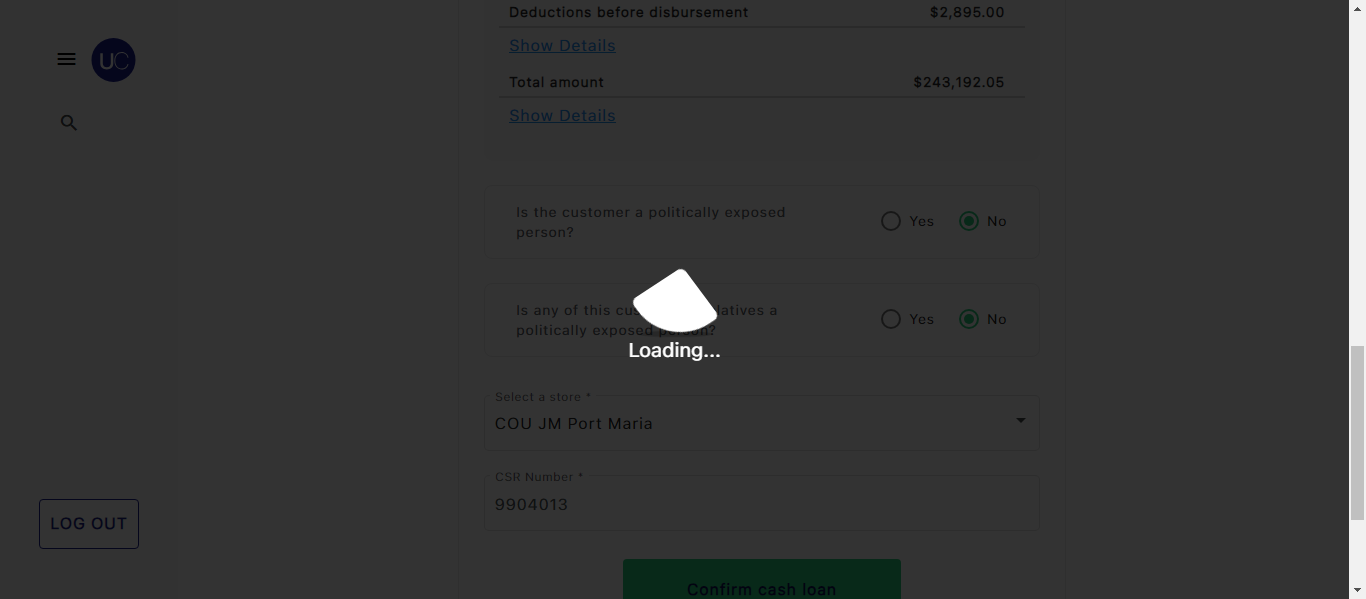 Deductions before disbursement $2,895.00
Show Details
UC
Total amount $243,192.05
Show Details
Is the customer a politically exposed
person?
Yes No
Is any of this cus latives a
politically exposed person?
Yes No
Loading...
Select a store *
COU JM Port Maria
CSR Number *
9904013
LOG OUT
Confirm cash loan